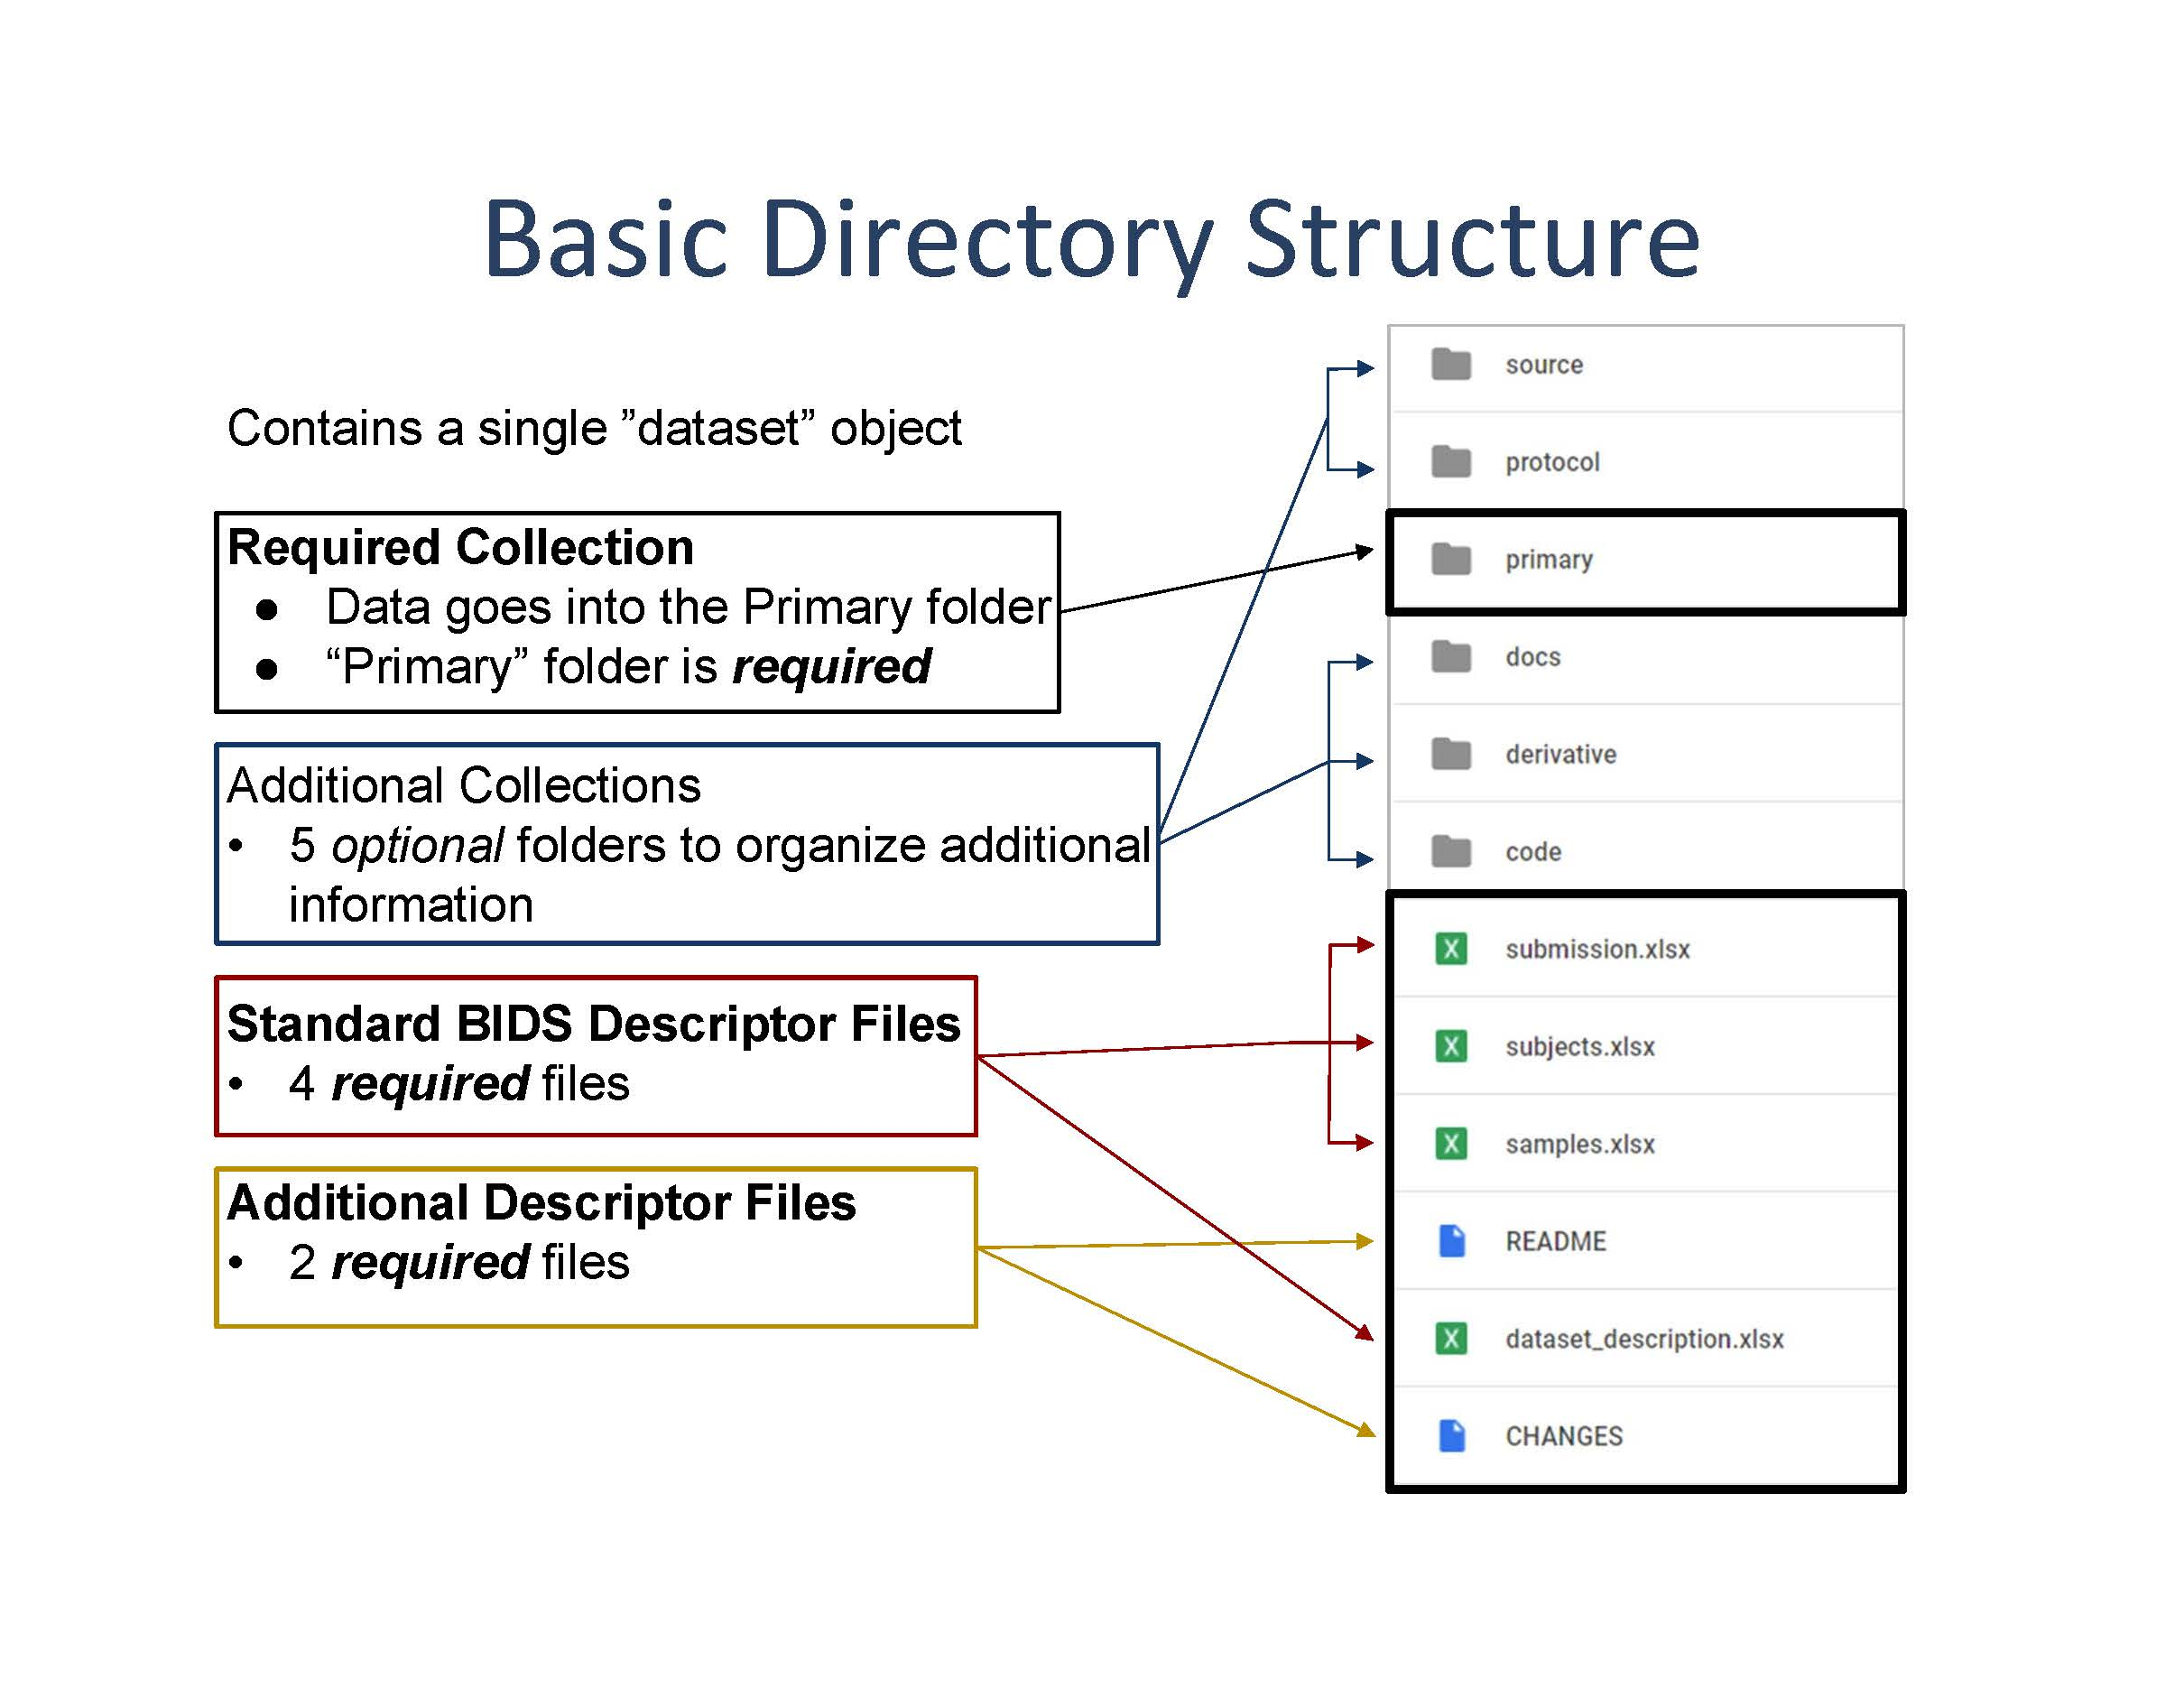 Basic Directory Structure
Contains a single ”dataset” object
Required Collection
● Data goes into the Primary folder
● “Primary” folder is required
Additional Collections
• 5 optional folders to organize additional
information
Standard BIDS Descriptor Files
• 4 required files
Additional Descriptor Files
• 2 required files
source
protocol
primary
docs
derivative
code
submission.xlsx
subjects.xlsx
samples.xlsx
README
dataset_description.xlsx
CHANGES